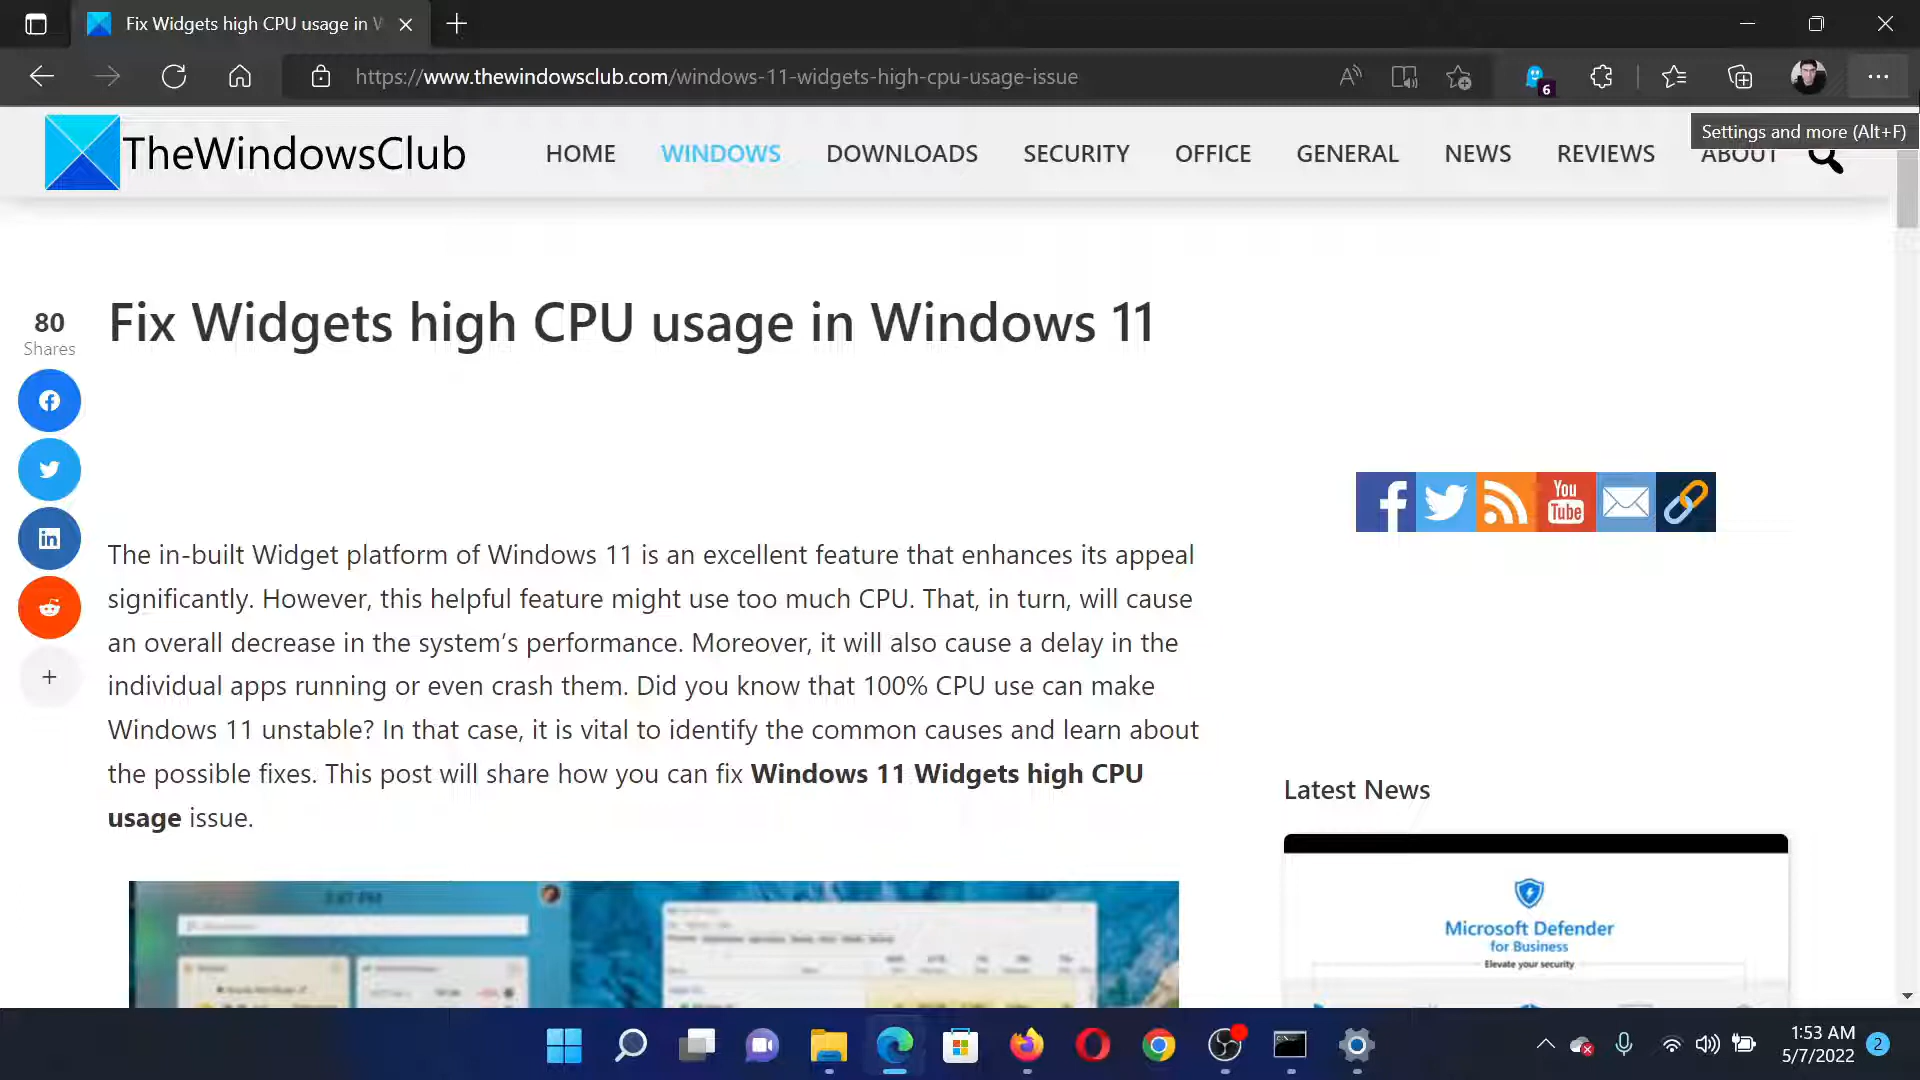 Fix Widgets high CPU usage in W
https://www.thewindowsclub.com/windows-11-widgets-high-cpu-usage-issue
6
Settings and more (Alt+F)
TheWindowsClub
HOME
WINDOWS
DOWNLOADS
SECURITY
OFFICE
GENERAL
NEWS
REVIEWS
ABOUT
Fix Widgets high CPU usage in Windows 11
80
Shares
You
Tube
The in-built Widget platform of Windows 11 is an excellent feature that enhances its appeal
significantly. However, this helpful feature might use too much CPU. That, in turn, will cause
an overall decrease in the system’s performance. Moreover, it will also cause a delay in the
individual apps running or even crash them. Did you know that 100% CPU use can make
Windows 11 unstable? In that case, it is vital to identify the common causes and learn about
the possible fixes. This post will share how you can fix Windows 11 Widgets high CPU
usage issue.
Latest News
Microsoft Defender
for Business
Elevate your security
1:53 AM
5/7/2022
2